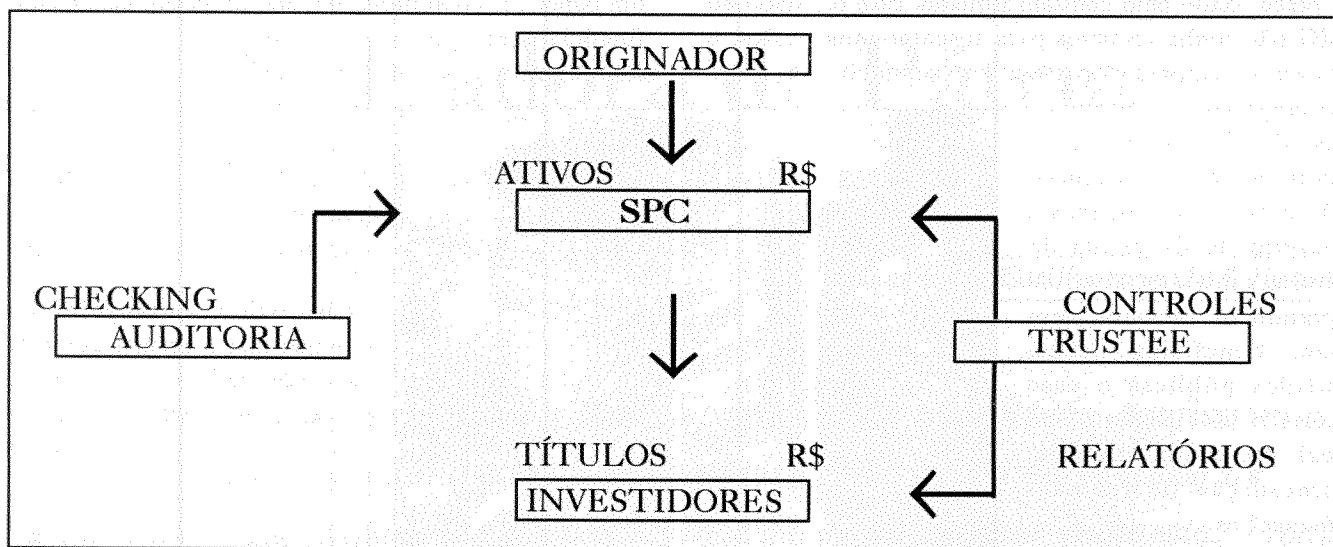 ORIGINADOR
ATIVOS R$
SPC
CHECKING
AUDITORIA
CONTROLES
TRUSTEE
TÍTULOS R$
INVESTIDORES
RELATÓRIOS